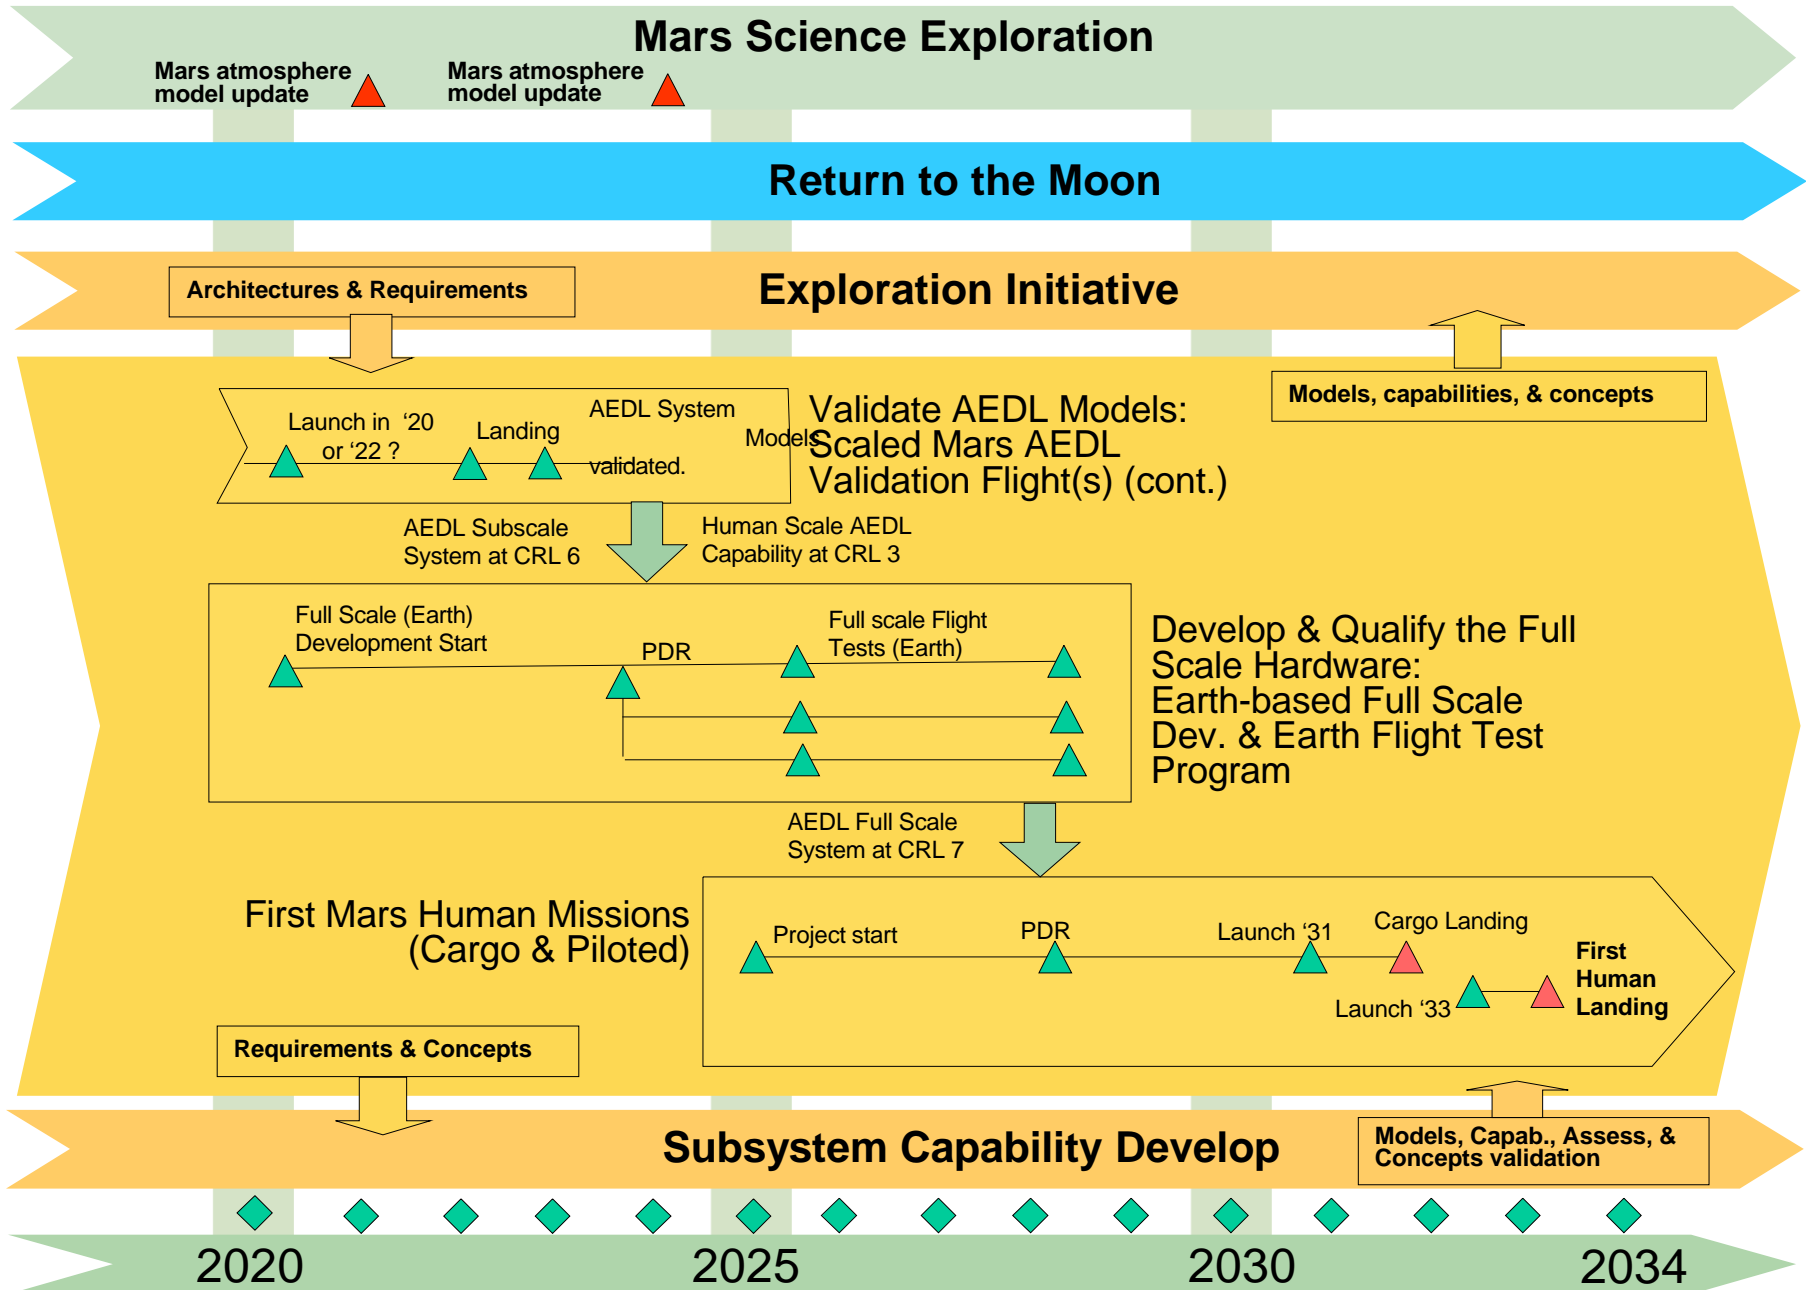 Mars Science Exploration
Mars atmosphere
model update
Mars atmosphere
model update
Return to the Moon
Architectures & Requirements
Exploration Initiative
Models, capabilities, & concepts
Launch in ‘20
or ‘22 ?
Landing
AEDL System
Models
validated.
Validate AEDL Models:
Scaled Mars AEDL
Validation Flight(s) (cont.)
AEDL Subscale
System at CRL 6
Human Scale AEDL
Capability at CRL 3
Full Scale (Earth)
Development Start
PDR
Full scale Flight
Tests (Earth)
Develop & Qualify the Full
Scale Hardware:
Earth-based Full Scale
Dev. & Earth Flight Test
Program
AEDL Full Scale
System at CRL 7
First Mars Human Missions
(Cargo & Piloted)
Project start
PDR
Launch ‘31
Cargo Landing
Launch ‘33
First
Human
Landing
Requirements & Concepts
Subsystem Capability Develop
Models, Capab., Assess, &
Concepts validation
2020
2025
2030
2034